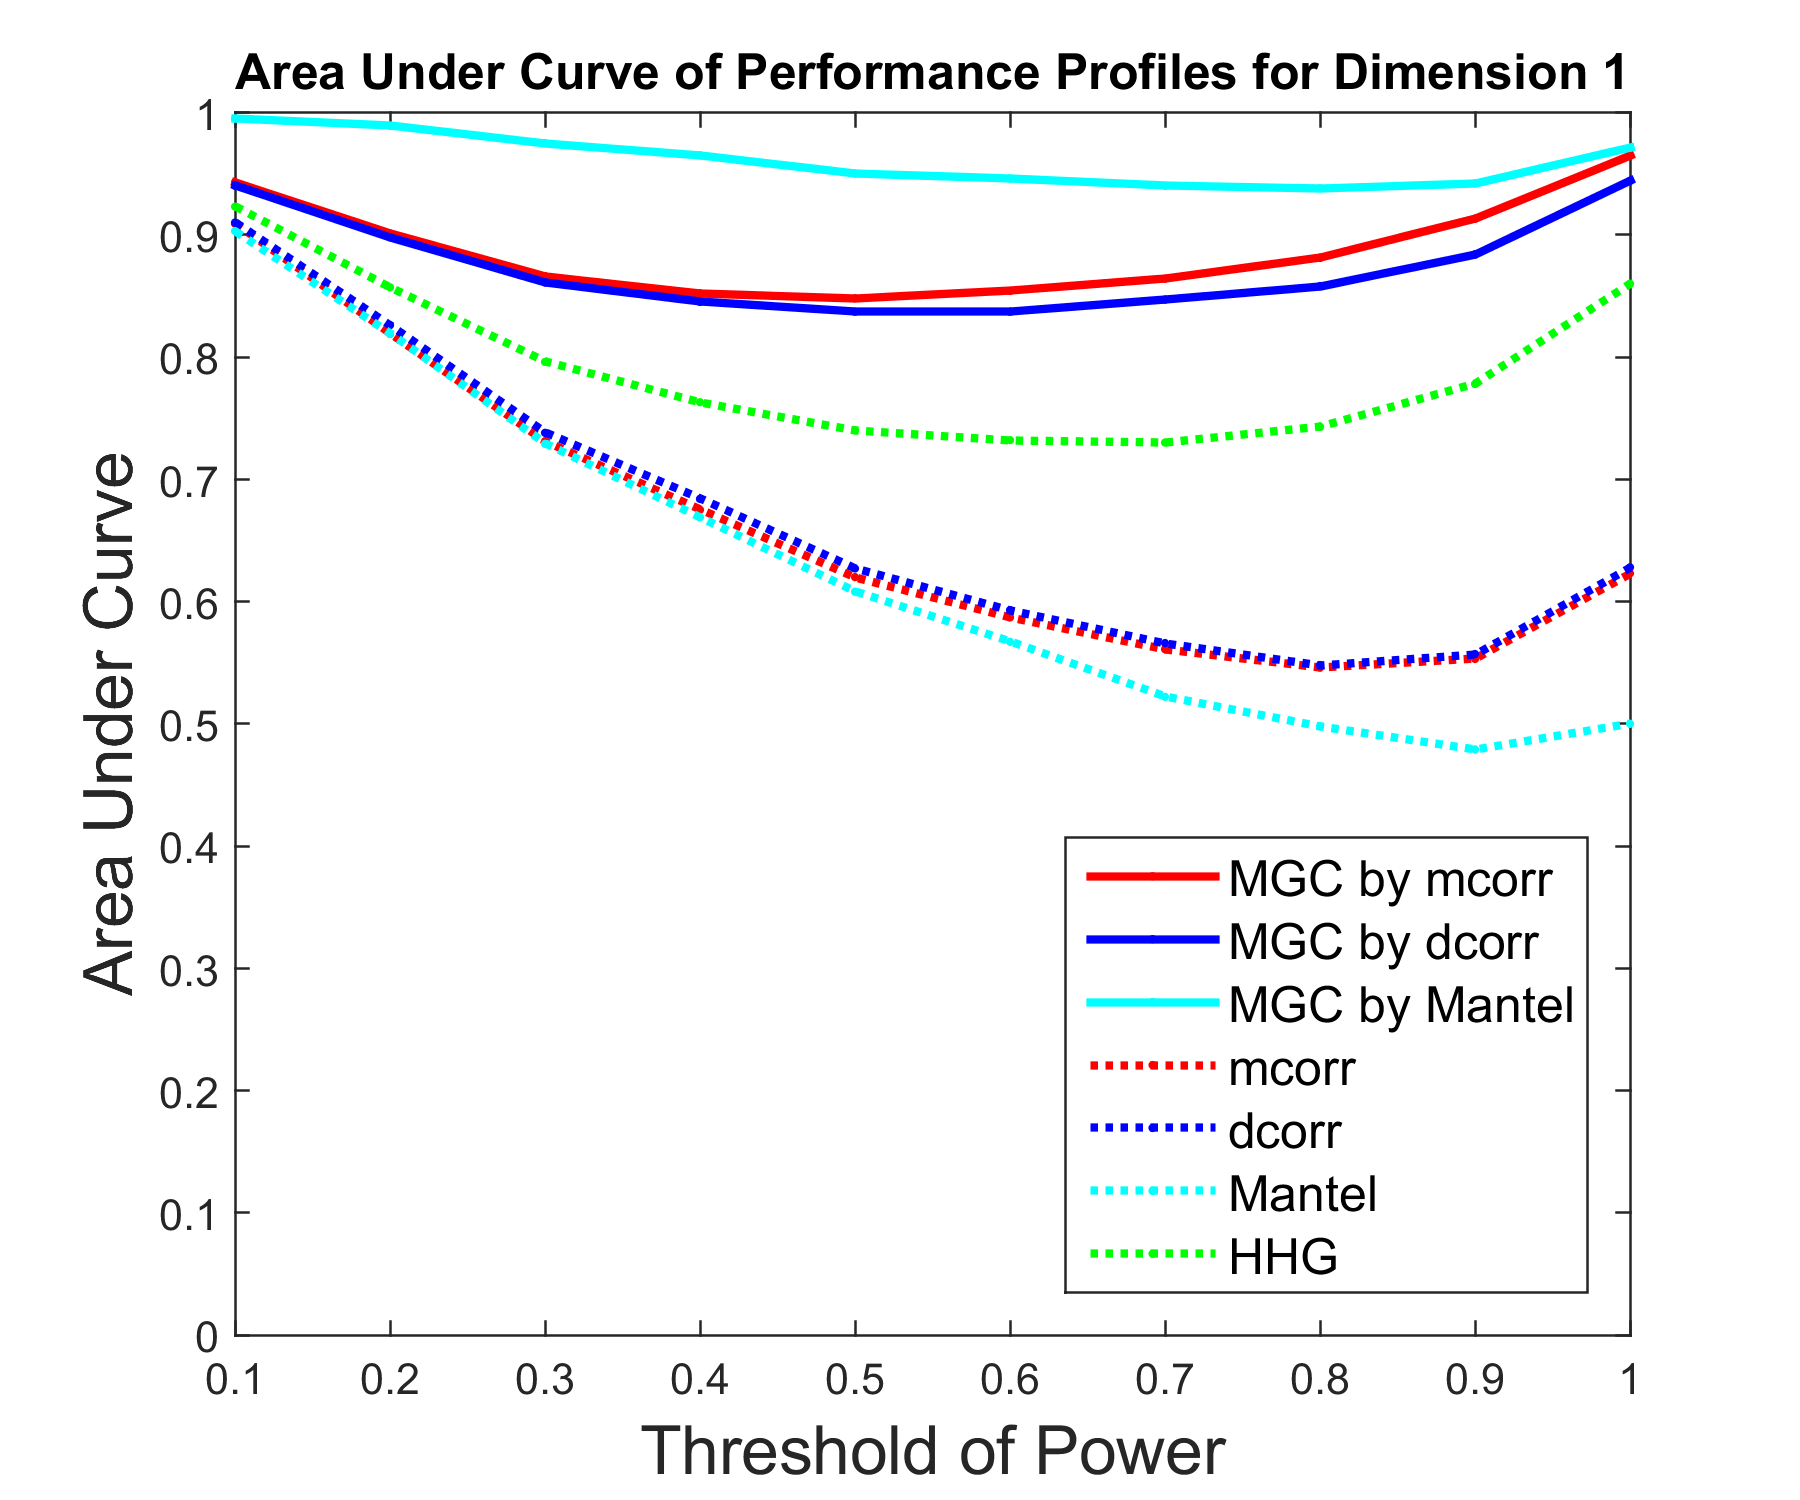 Area Under Curve of Performance Profiles for Dimension 1
Area Under Curve
1
0.9
0.8
0.7
0.6
0.5
0.4
0.3
0.2
0.1
0
0.1 0.2 0.3 0.4 0.5 0.6 0.7 0.8 0.9 1
Threshold of Power
MGC by mcorr
MGC by dcorr
MGC by Mantel
mcorr
dcorr
Mantel
HHG